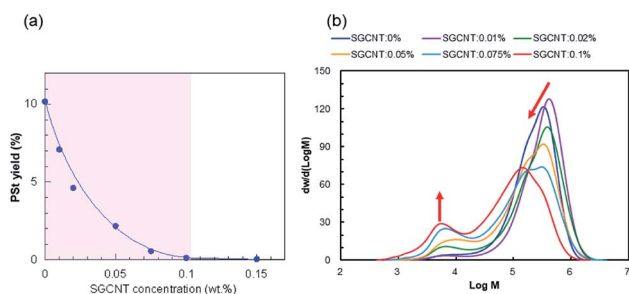 (a)
PSt yield (%)
10
5
0
0
0.05
0.10
0.15
SGCNT concentration (wt.%)
(b)
SGCNT:0% SGCNT:0.01% SGCNT:0.02%
SGCNT:0.05% SGCNT:0.075% SGCNT:0.1%
dw/d(LogM)
150
120
90
60
30
0
2 3 4 5 6 7
Log M